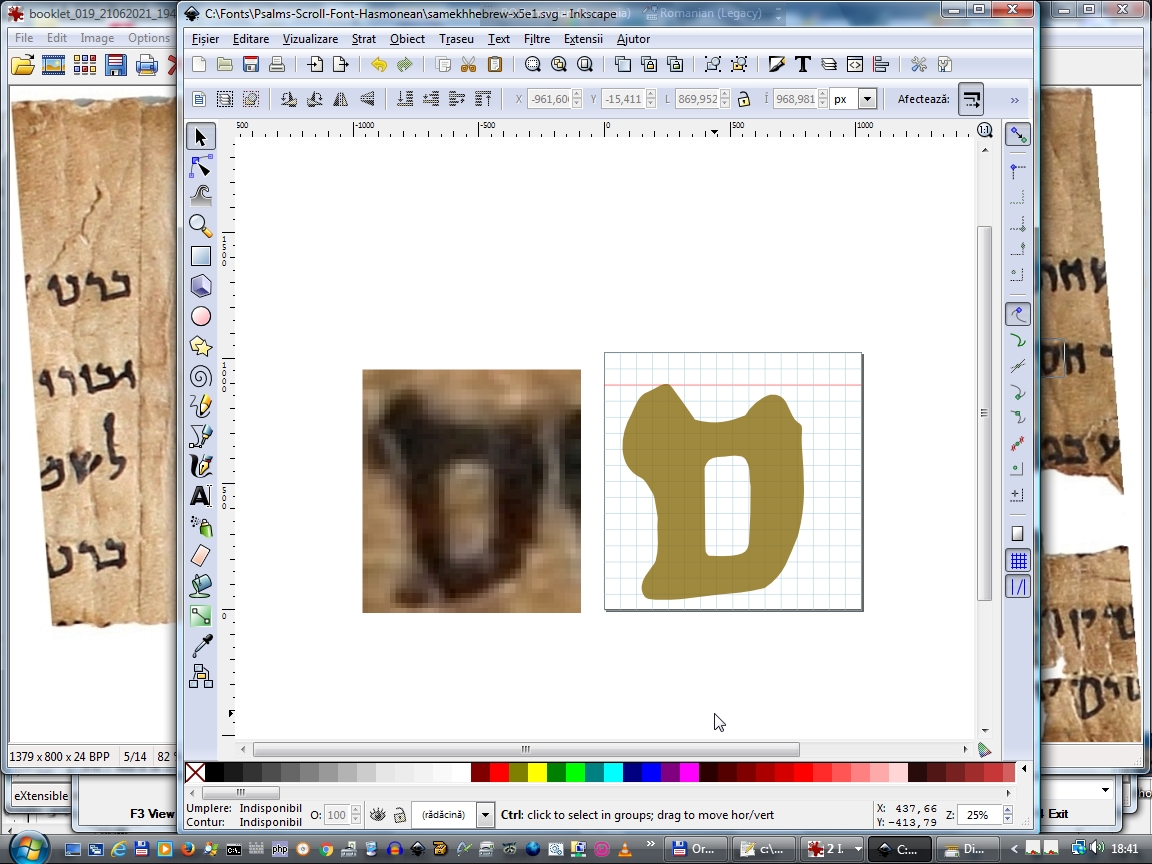 booklet_019_21062021_194
C:\Fonts\Psalms-Scroll-Font-Hasmonean\samekhhebrew-x5e1.svg - Inkscape
Romanian (Legacy)
File Edit Image Options
Fișier Editare Vizualizare Strat Obiect Traseu Text Filtre Extensii Ajutor
X -961,60 Y -15,411 L 869,952 Î 968,981 px Afectează: »
500 -1000 -500 0 500 1000
1500
1000
500
0
ס
1379 x 800 x 24 BPP 5/14 82
Umplere: Indisponibil
Contur: Indisponibil
O: 100
(rădăcină)
Ctrl: click to select in groups; drag to move hor/vert
X: 437,66
Y: -413,79
Z: 25%
eXtensible
F3 View
Exit
Or... c:\... 2 I. C:... Di...
18:41